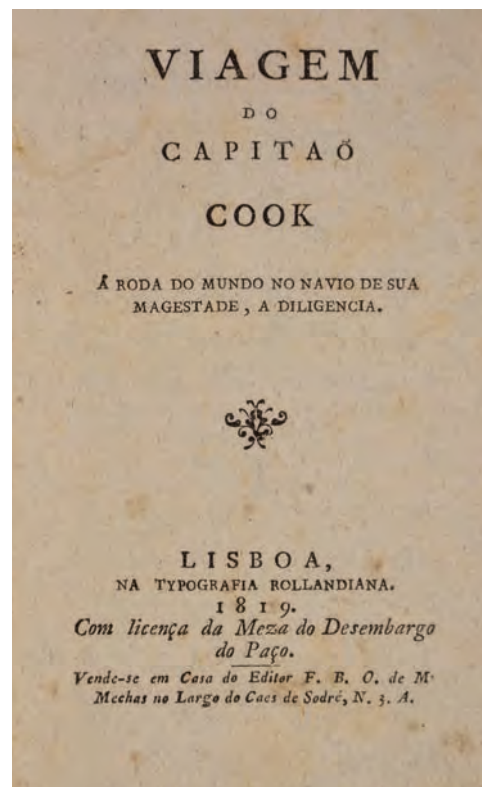 VIAGEM
DO
CAPITAÕ
COOK
Á RODA DO MUNDO NO NAVIO DE SUA
MAGESTADE , A DILIGENCIA.
LISBOA,
NA TYPOGRAFIA ROLLANDIANA.
1819.
Com licença da Meza do Desembargo
do Paço.
Vende-se em Casa do Editor F. B. O. de M.
Mechas no Largo do Caes de Sodré, N. 3. A.